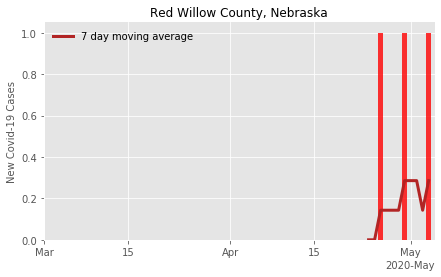 Red Willow County, Nebraska
7 day moving average
New Covid-19 Cases
1.0
0.8
0.6
0.4
0.2
0.0
Mar 15 Apr 15 May
2020-May